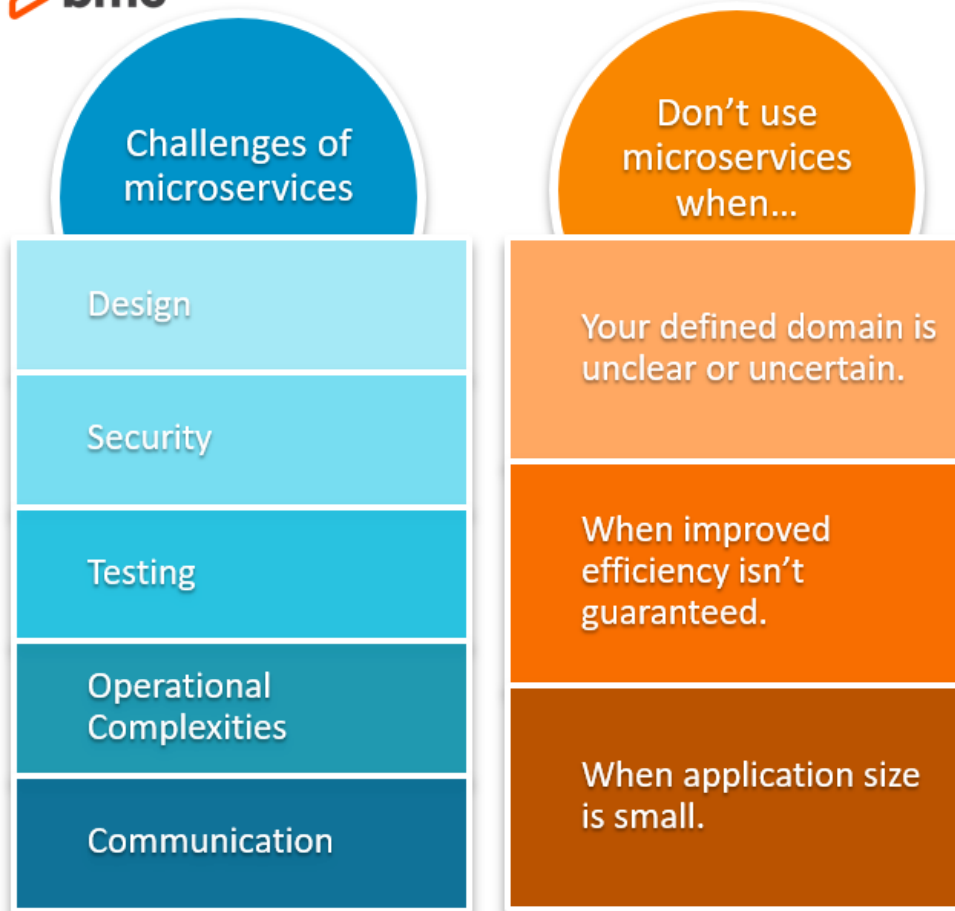 bmc
Challenges of
microservices
Design
Security
Testing
Operational
Complexities
Communication
Don’t use
microservices
when…
Your defined domain is
unclear or uncertain.
When improved
efficiency isn’t
guaranteed.
When application size
is small.